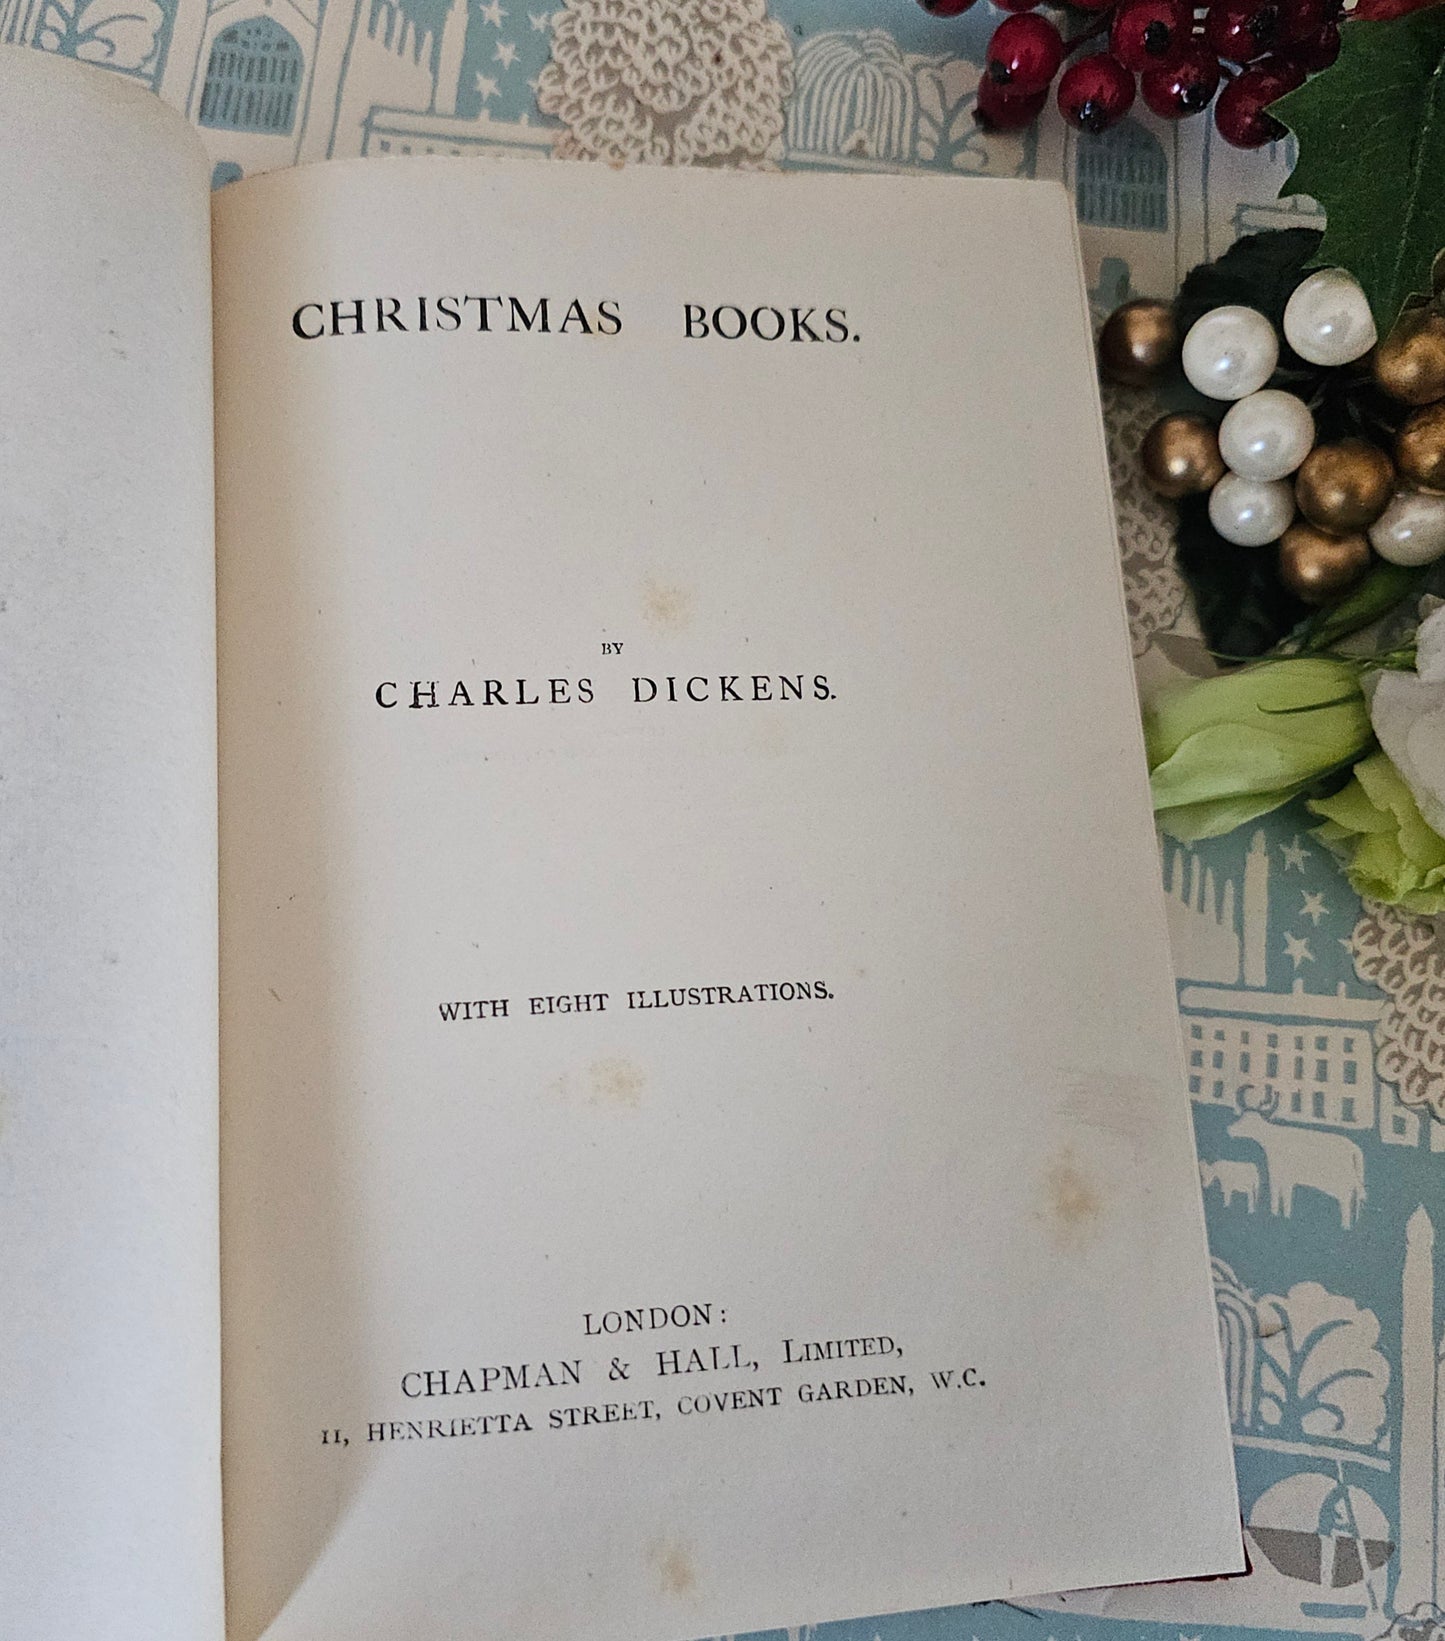 CHRISTMAS BOOKS.
BY
CHARLES DICKENS.
WITH EIGHT ILLUSTRATIONS.
LONDON:
CHAPMAN & HALL, LIMITED,
11, HENRIETTA STREET, COVENT GARDEN, W.C.